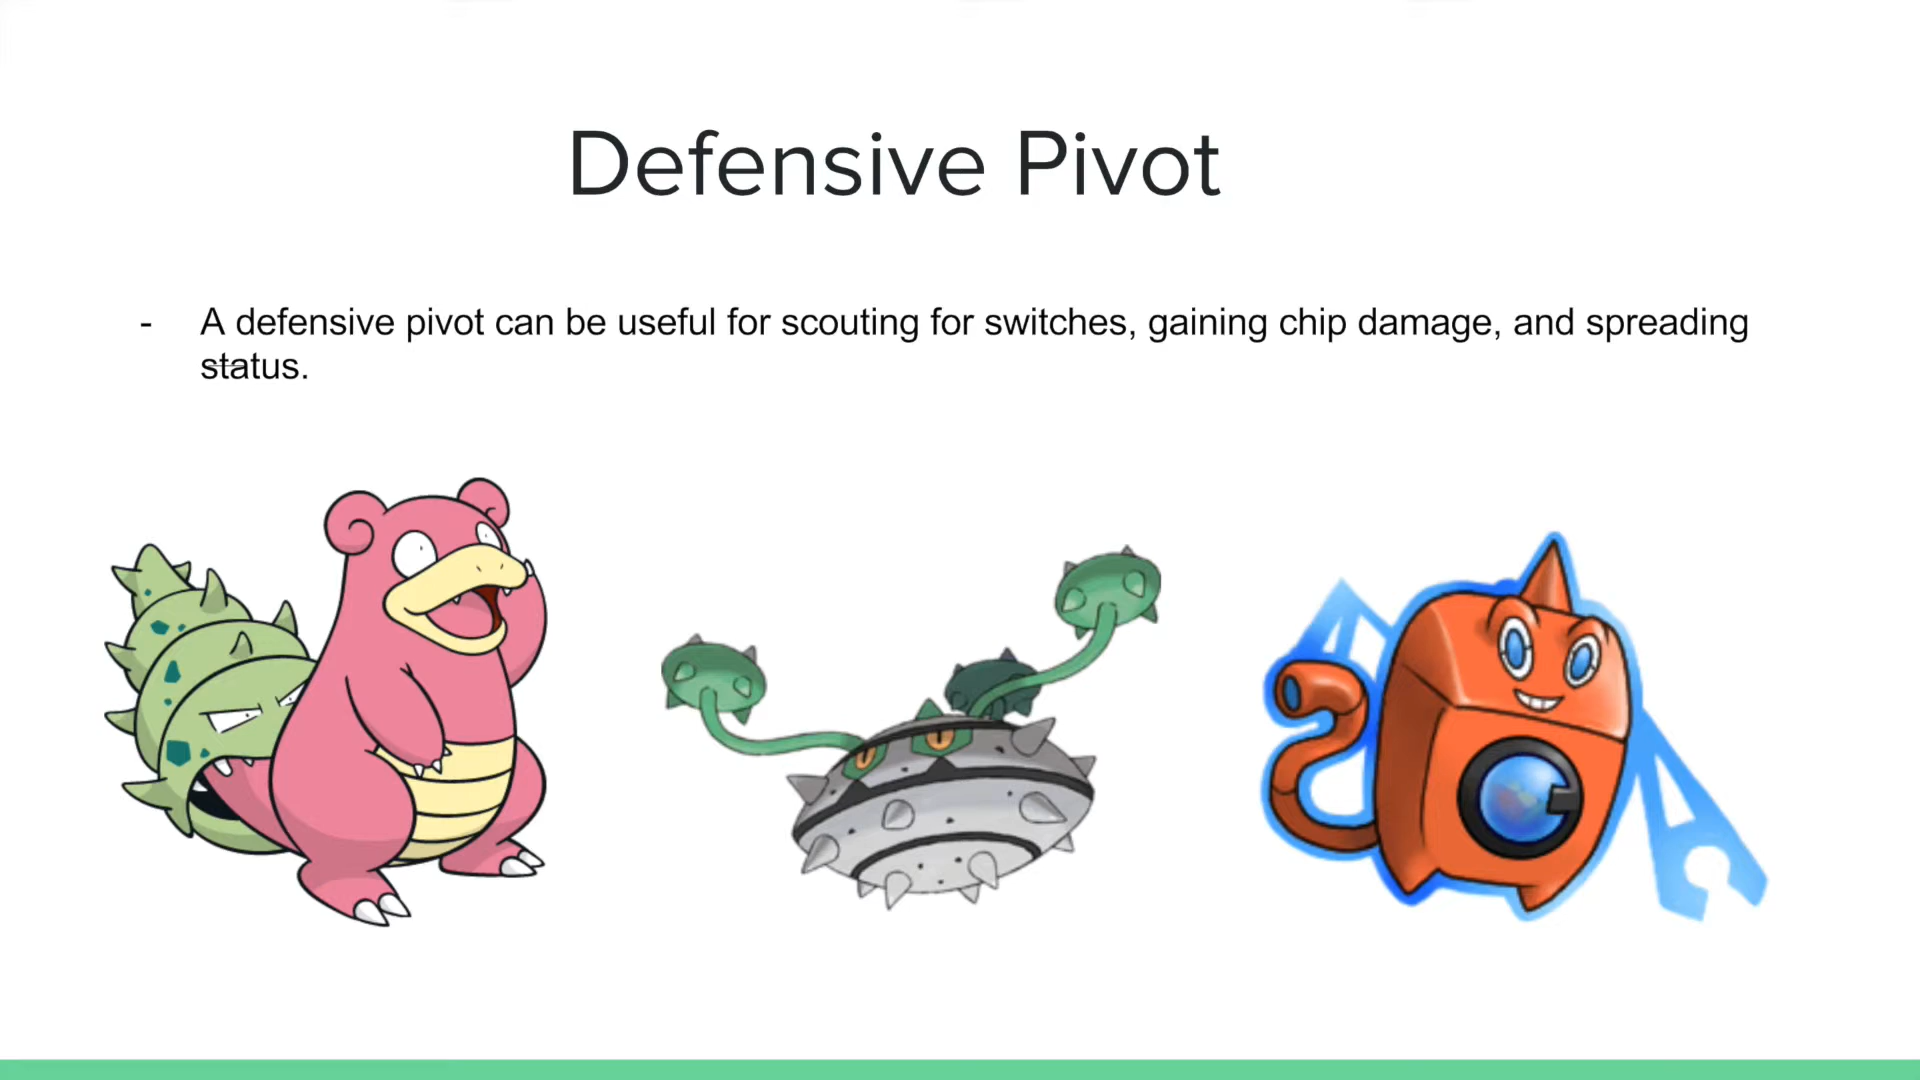 Defensive Pivot
- A defensive pivot can be useful for scouting for switches, gaining chip damage, and spreading
status.